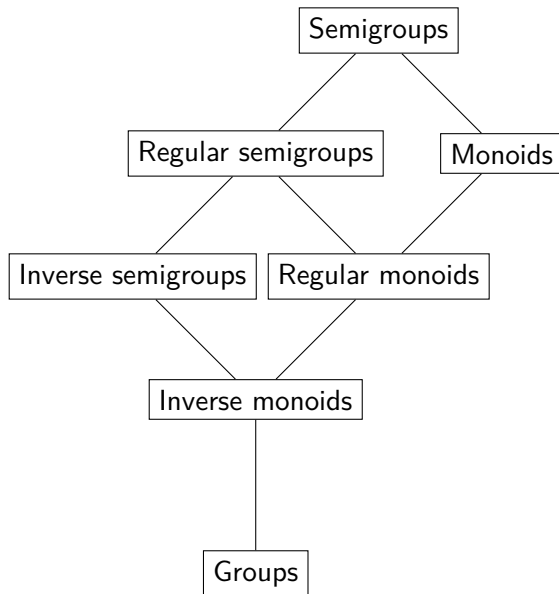 Semigroups
Regular semigroups
Monoids
Inverse semigroups
Regular monoids
Inverse monoids
Groups